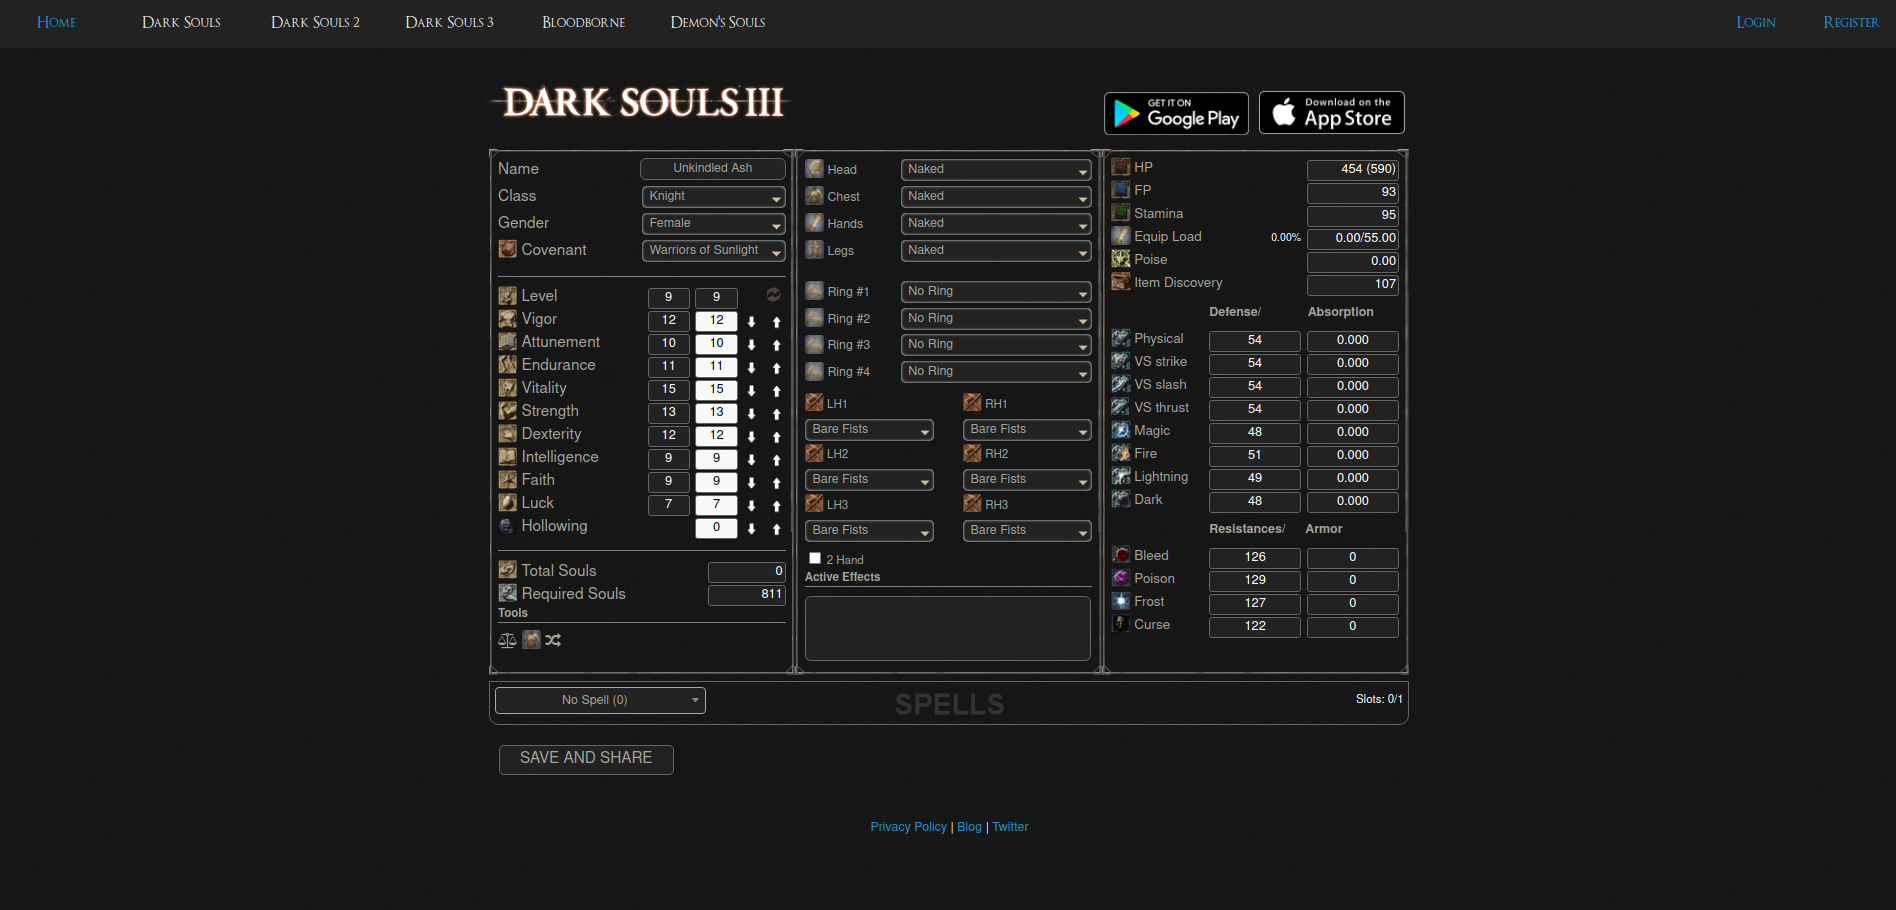 Home Dark Souls Dark Souls 2 Dark Souls 3 Bloodborne Demon's Souls Login Register
DARK SOULS III
GET IT ON
Google Play
Download on the
App Store
Name Unkindled Ash
Class Knight
Gender Female
Covenant Warriors of Sunlight
Level 9 9
Vigor 12 12
Attunement 10 10
Endurance 11 11
Vitality 15 15
Strength 13 13
Dexterity 12 12
Intelligence 9 9
Faith 9 9
Luck 7 7
Hollowing 0
Total Souls 0
Required Souls 811
Tools
Head Naked
Chest Naked
Hands Naked
Legs Naked
Ring #1 No Ring
Ring #2 No Ring
Ring #3 No Ring
Ring #4 No Ring
LH1 RH1
Bare Fists Bare Fists
LH2 RH2
Bare Fists Bare Fists
LH3 RH3
Bare Fists Bare Fists
2 Hand
Active Effects
HP 454 (590)
FP 93
Stamina 95
Equip Load 0.00% 0.00/55.00
Poise 0.00
Item Discovery 107
Defense/ Absorption
Physical 54 0.000
VS strike 54 0.000
VS slash 54 0.000
VS thrust 54 0.000
Magic 48 0.000
Fire 51 0.000
Lightning 49 0.000
Dark 48 0.000
Resistances/ Armor
Bleed 126 0
Poison 129 0
Frost 127 0
Curse 122 0
No Spell (0) SPELLS Slots: 0/1
SAVE AND SHARE
Privacy Policy | Blog | Twitter